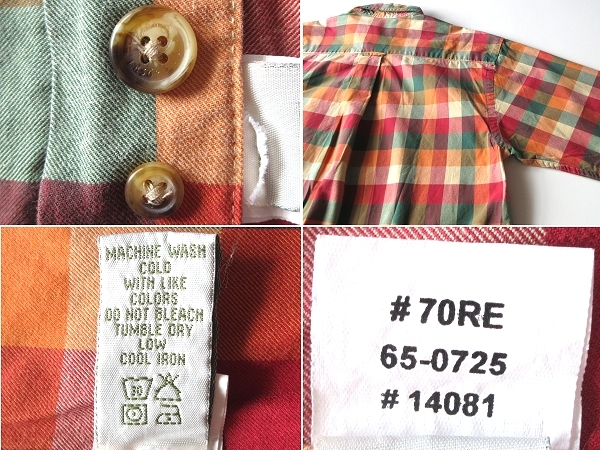 MACHINE WASH
COLD
WITH LIKE
COLORS
DO NOT BLEACH
TUMBLE DRY
LOW
COOL IRON
30
# 70RE
65-0725
# 14081